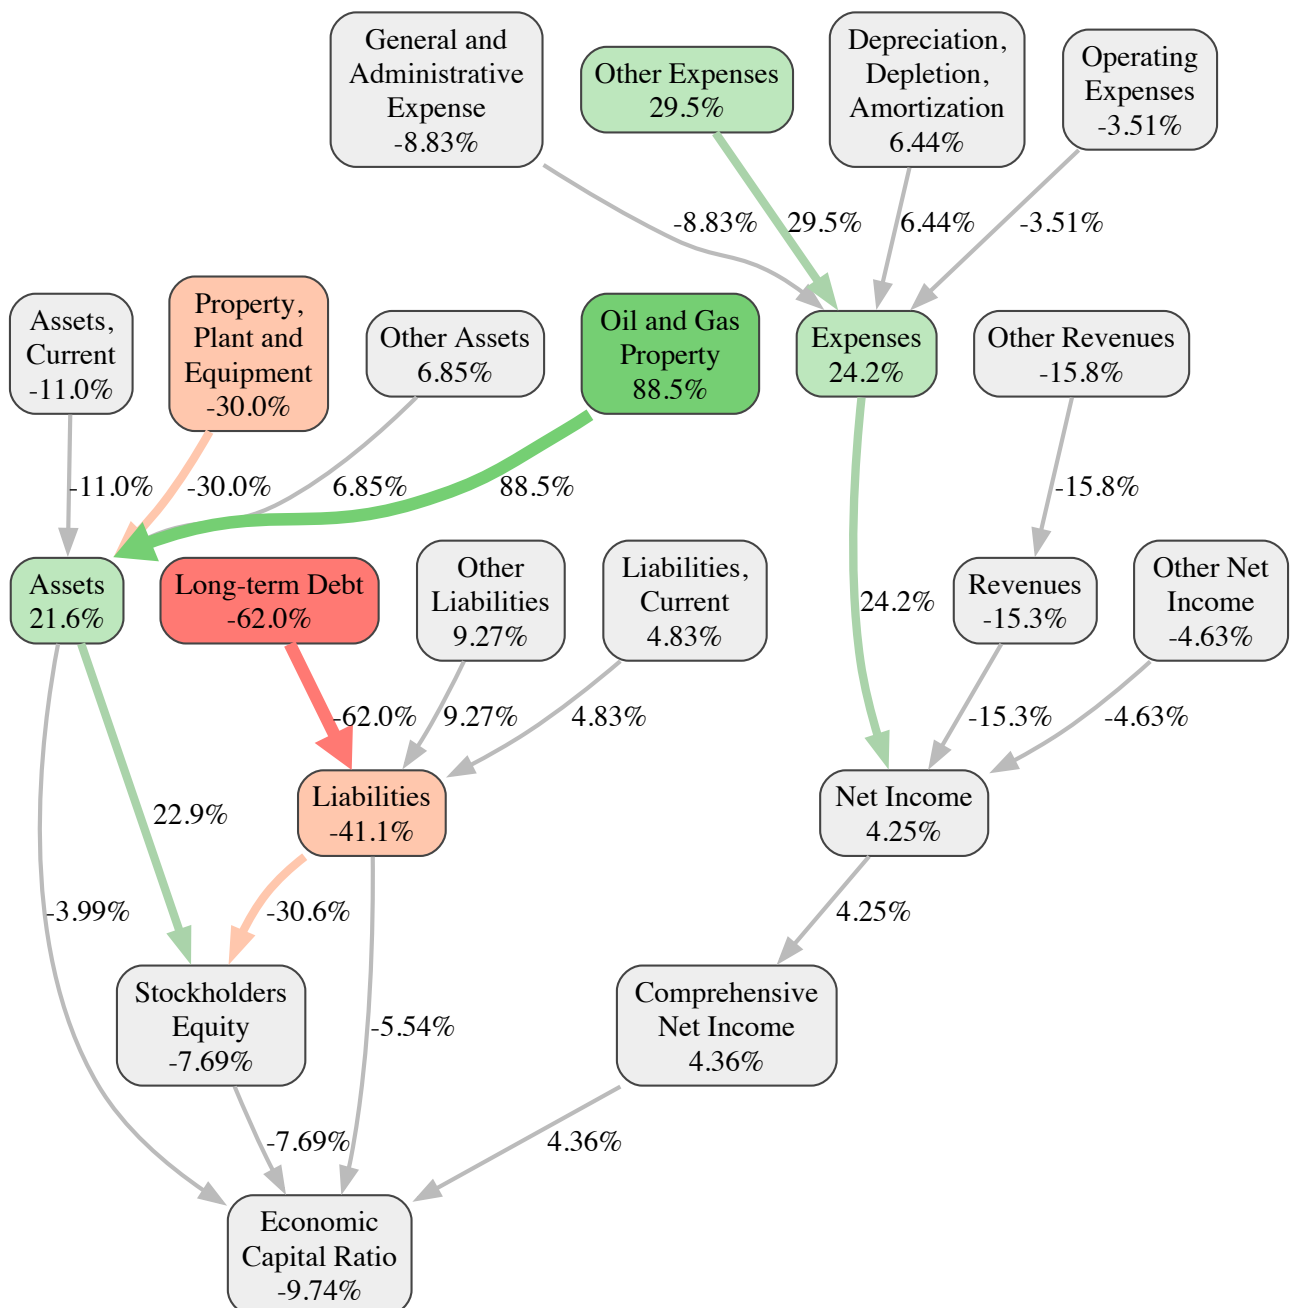 General and
Administrative
Expense
-8.83%
Other Expenses
29.5%
Depreciation,
Depletion,
Amortization
6.44%
Operating
Expenses
-3.51%
-8.83%
29.5%
6.44%
-3.51%
Assets,
Current
-11.0%
Property,
Plant and
Equipment
-30.0%
Other Assets
6.85%
Oil and Gas
Property
88.5%
Expenses
24.2%
Other Revenues
-15.8%
-11.0%
-30.0%
6.85%
88.5%
-15.8%
Assets
21.6%
Long-term Debt
-62.0%
Other
Liabilities
9.27%
Liabilities,
Current
4.83%
24.2%
Revenues
-15.3%
Other Net
Income
-4.63%
-62.0%
9.27%
4.83%
-15.3%
-4.63%
22.9%
Liabilities
-41.1%
Net Income
4.25%
-3.99%
-30.6%
4.25%
Stockholders
Equity
-7.69%
-5.54%
Comprehensive
Net Income
4.36%
-7.69%
4.36%
Economic
Capital Ratio
-9.74%